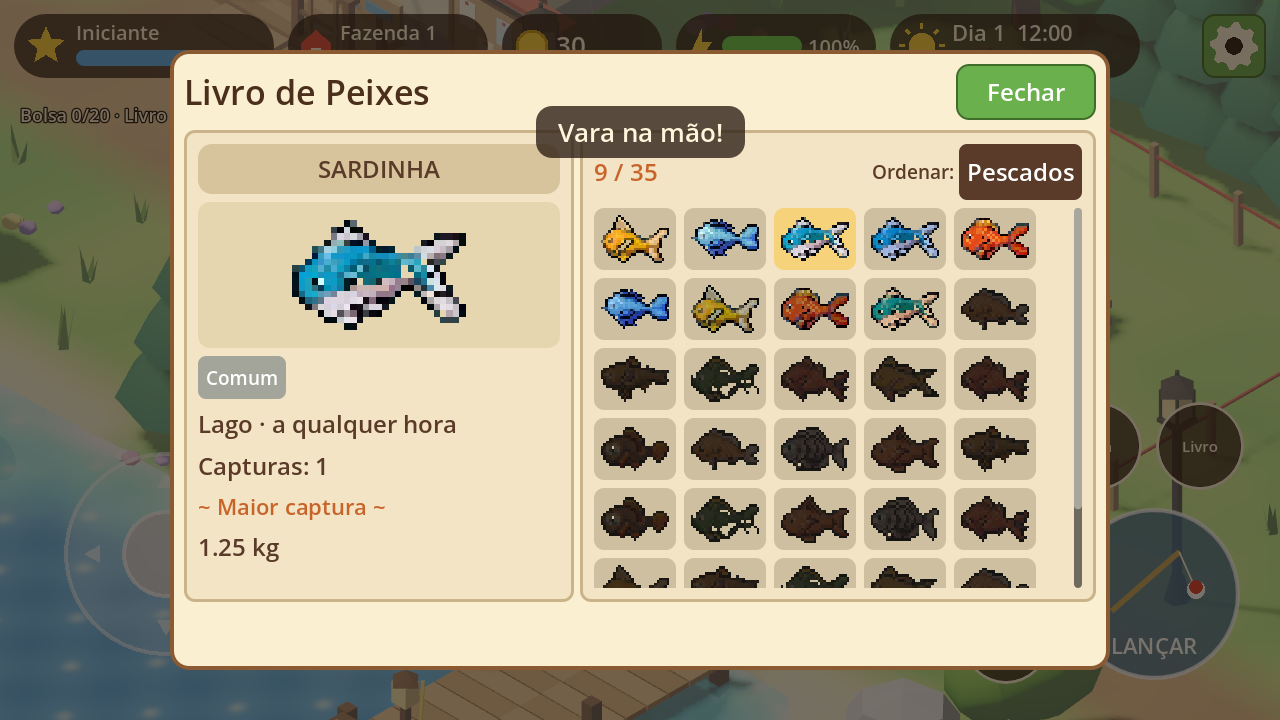 Iniciante
Fazenda 1
30
100%
Dia 1 12:00
Bolsa 0/20 · Livro
Livro de Peixes
Fechar
Vara na mão!
SARDINHA
9 / 35
Ordenar:
Pescados
Comum
Lago · a qualquer hora
Capturas: 1
~ Maior captura ~
1.25 kg
Livro
LANÇAR